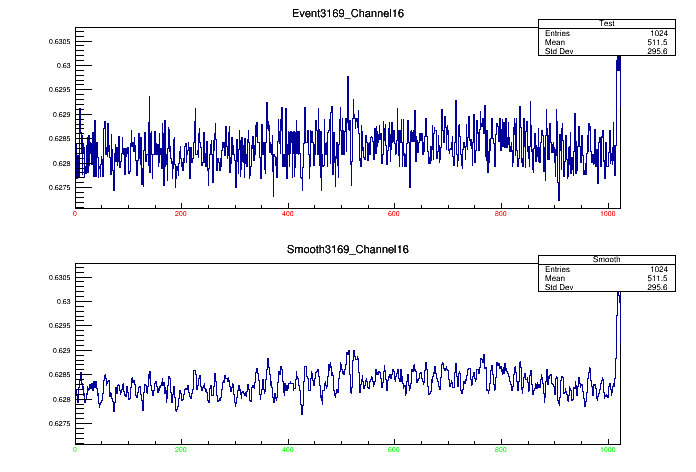 Event3169_Channel16
Test
Entries 1024
Mean 511.5
Std Dev 295.6
0.6305
0.63
0.6295
0.629
0.6285
0.628
0.6275
0 200 400 600 800 1000
Smooth3169_Channel16
Smooth
Entries 1024
Mean 511.5
Std Dev 295.6
0.6305
0.63
0.6295
0.629
0.6285
0.628
0.6275
0 200 400 600 800 1000